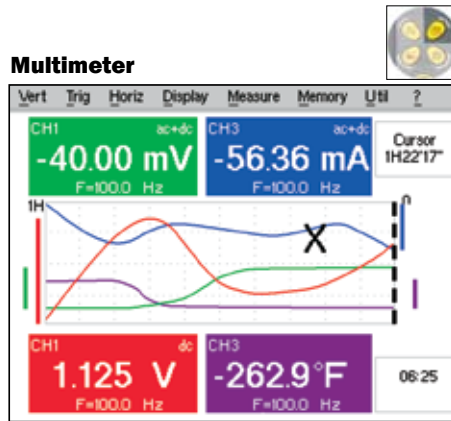 Multimeter
Vert Trig Horiz Display Measure Memory Util ?
CH1 ac+dc
-40.00 mV
F=100.0 Hz
CH3 ac+dc
-56.36 mA
F=100.0 Hz
Cursor
1H22'17"
1H
X
CH1 dc
1.125 V
F=100.0 Hz
CH3
-262.9°F
F=100.0 Hz
06:25